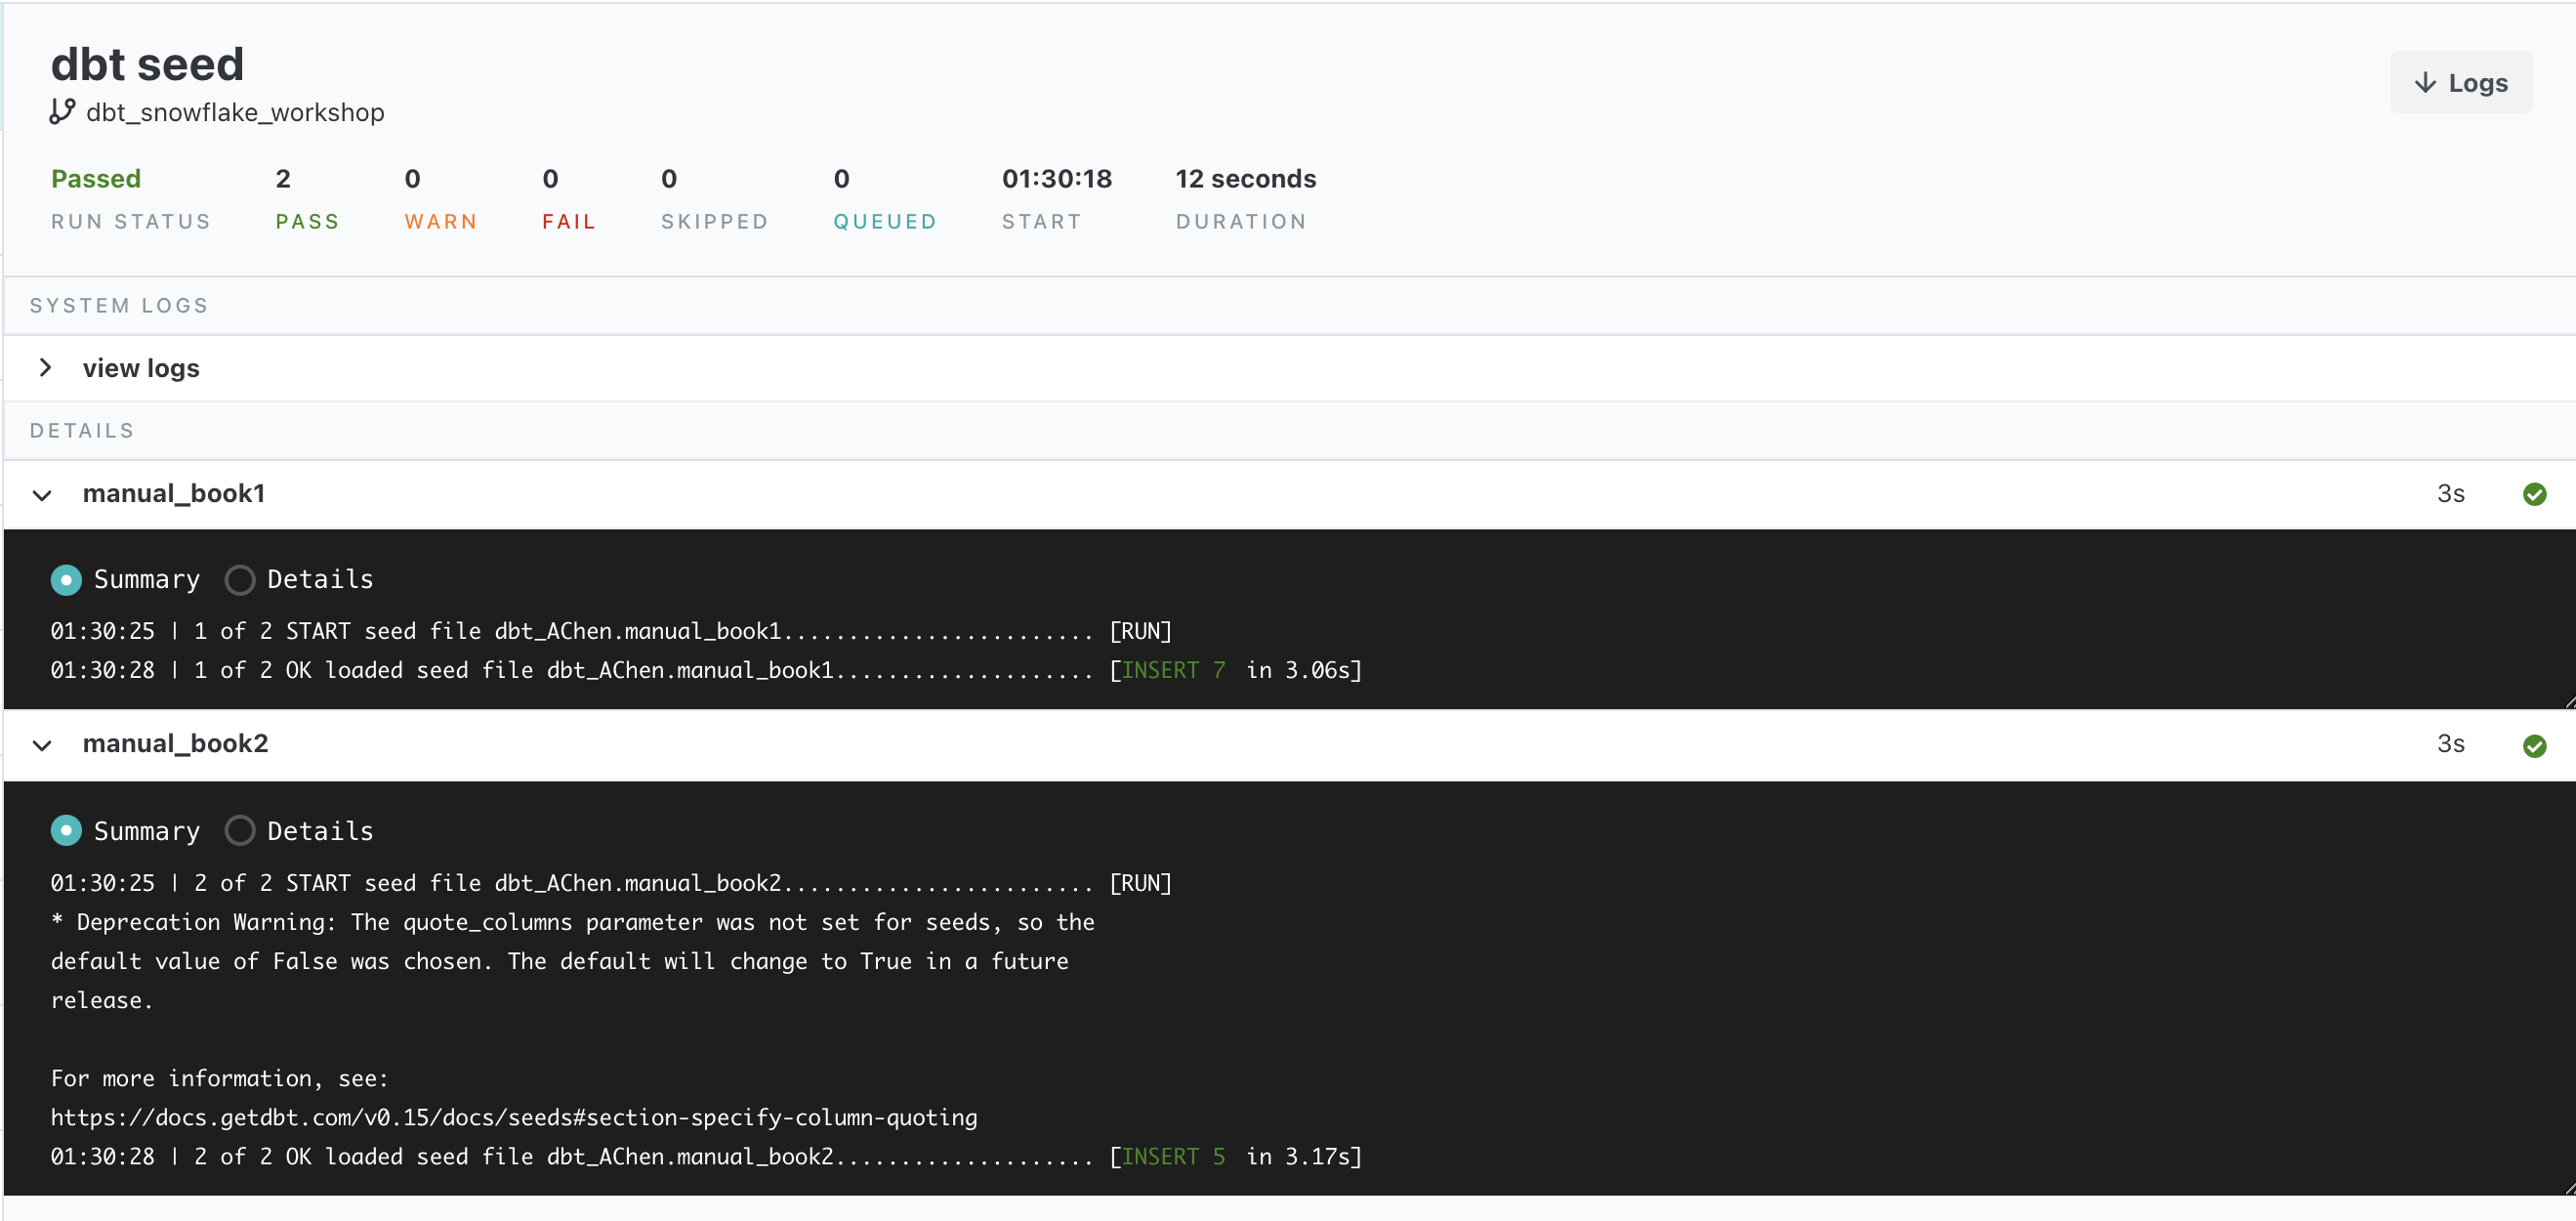 dbt seed
dbt_snowflake_workshop
Logs
Passed 2 0 0 0 0 01:30:18 12 seconds
RUN STATUS PASS WARN FAIL SKIPPED QUEUED START DURATION
SYSTEM LOGS
view logs
DETAILS
manual_book1 3s
Summary Details
01:30:25 | 1 of 2 START seed file dbt_AChen.manual_book1........................ [RUN]
01:30:28 | 1 of 2 OK loaded seed file dbt_AChen.manual_book1.................... [INSERT 7 in 3.06s]
manual_book2 3s
Summary Details
01:30:25 | 2 of 2 START seed file dbt_AChen.manual_book2........................ [RUN]
* Deprecation Warning: The quote_columns parameter was not set for seeds, so the
default value of False was chosen. The default will change to True in a future
release.
For more information, see:
https://docs.getdbt.com/v0.15/docs/seeds#section-specify-column-quoting
01:30:28 | 2 of 2 OK loaded seed file dbt_AChen.manual_book2.................... [INSERT 5 in 3.17s]